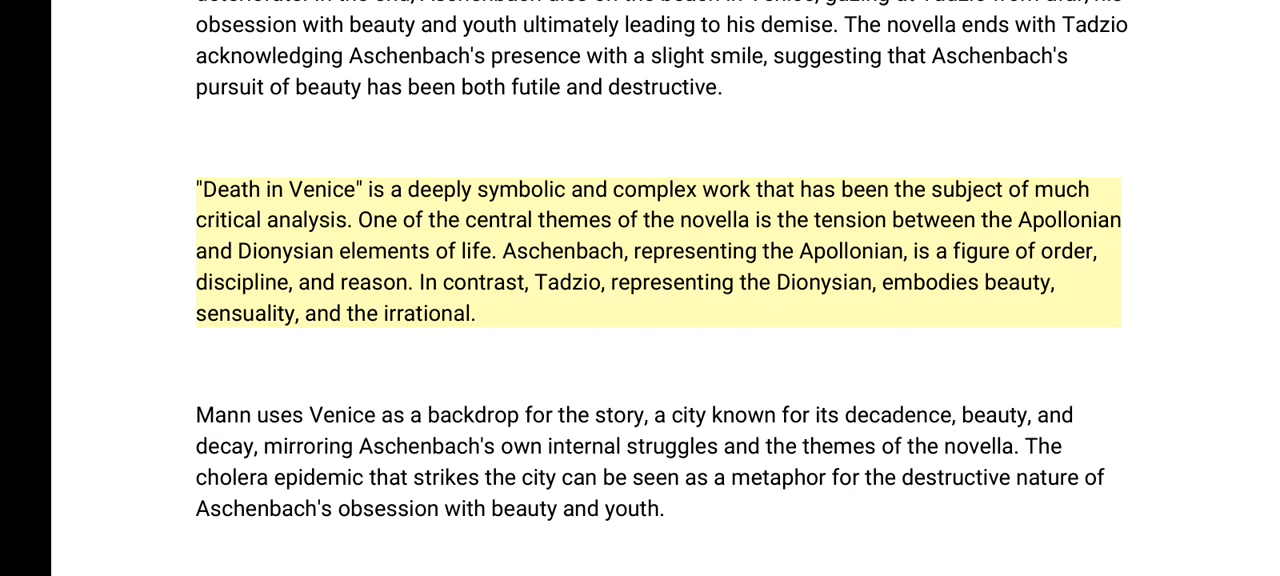 obsession with beauty and youth ultimately leading to his demise. The novella ends with Tadzio
acknowledging Aschenbach's presence with a slight smile, suggesting that Aschenbach's
pursuit of beauty has been both futile and destructive.
"Death in Venice" is a deeply symbolic and complex work that has been the subject of much
critical analysis. One of the central themes of the novella is the tension between the Apollonian
and Dionysian elements of life. Aschenbach, representing the Apollonian, is a figure of order,
discipline, and reason. In contrast, Tadzio, representing the Dionysian, embodies beauty,
sensuality, and the irrational.
Mann uses Venice as a backdrop for the story, a city known for its decadence, beauty, and
decay, mirroring Aschenbach's own internal struggles and the themes of the novella. The
cholera epidemic that strikes the city can be seen as a metaphor for the destructive nature of
Aschenbach's obsession with beauty and youth.